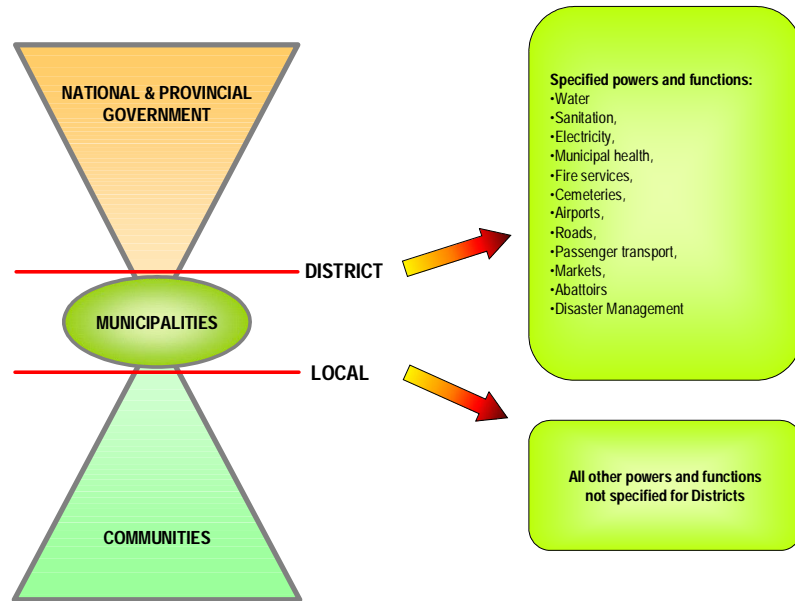 NATIONAL & PROVINCIAL
GOVERNMENT
DISTRICT
MUNICIPALITIES
LOCAL
COMMUNITIES
Specified powers and functions:
•Water
•Sanitation,
•Electricity,
•Municipal health,
•Fire services,
•Cemeteries,
•Airports,
•Roads,
•Passenger transport,
•Markets,
•Abattoirs
•Disaster Management
All other powers and functions
not specified for Districts